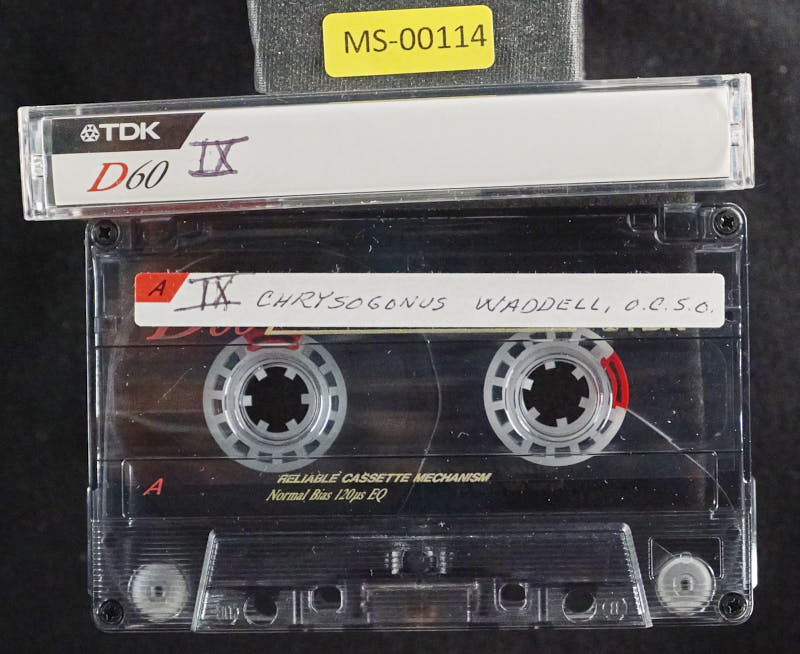 MS-00114
TDK
D60 IX
A IX CHRYSOGONUS WADDELL, O.C.S.O.
RELIABLE CASSETTE MECHANISM
A
Normal Bias 120µs EQ